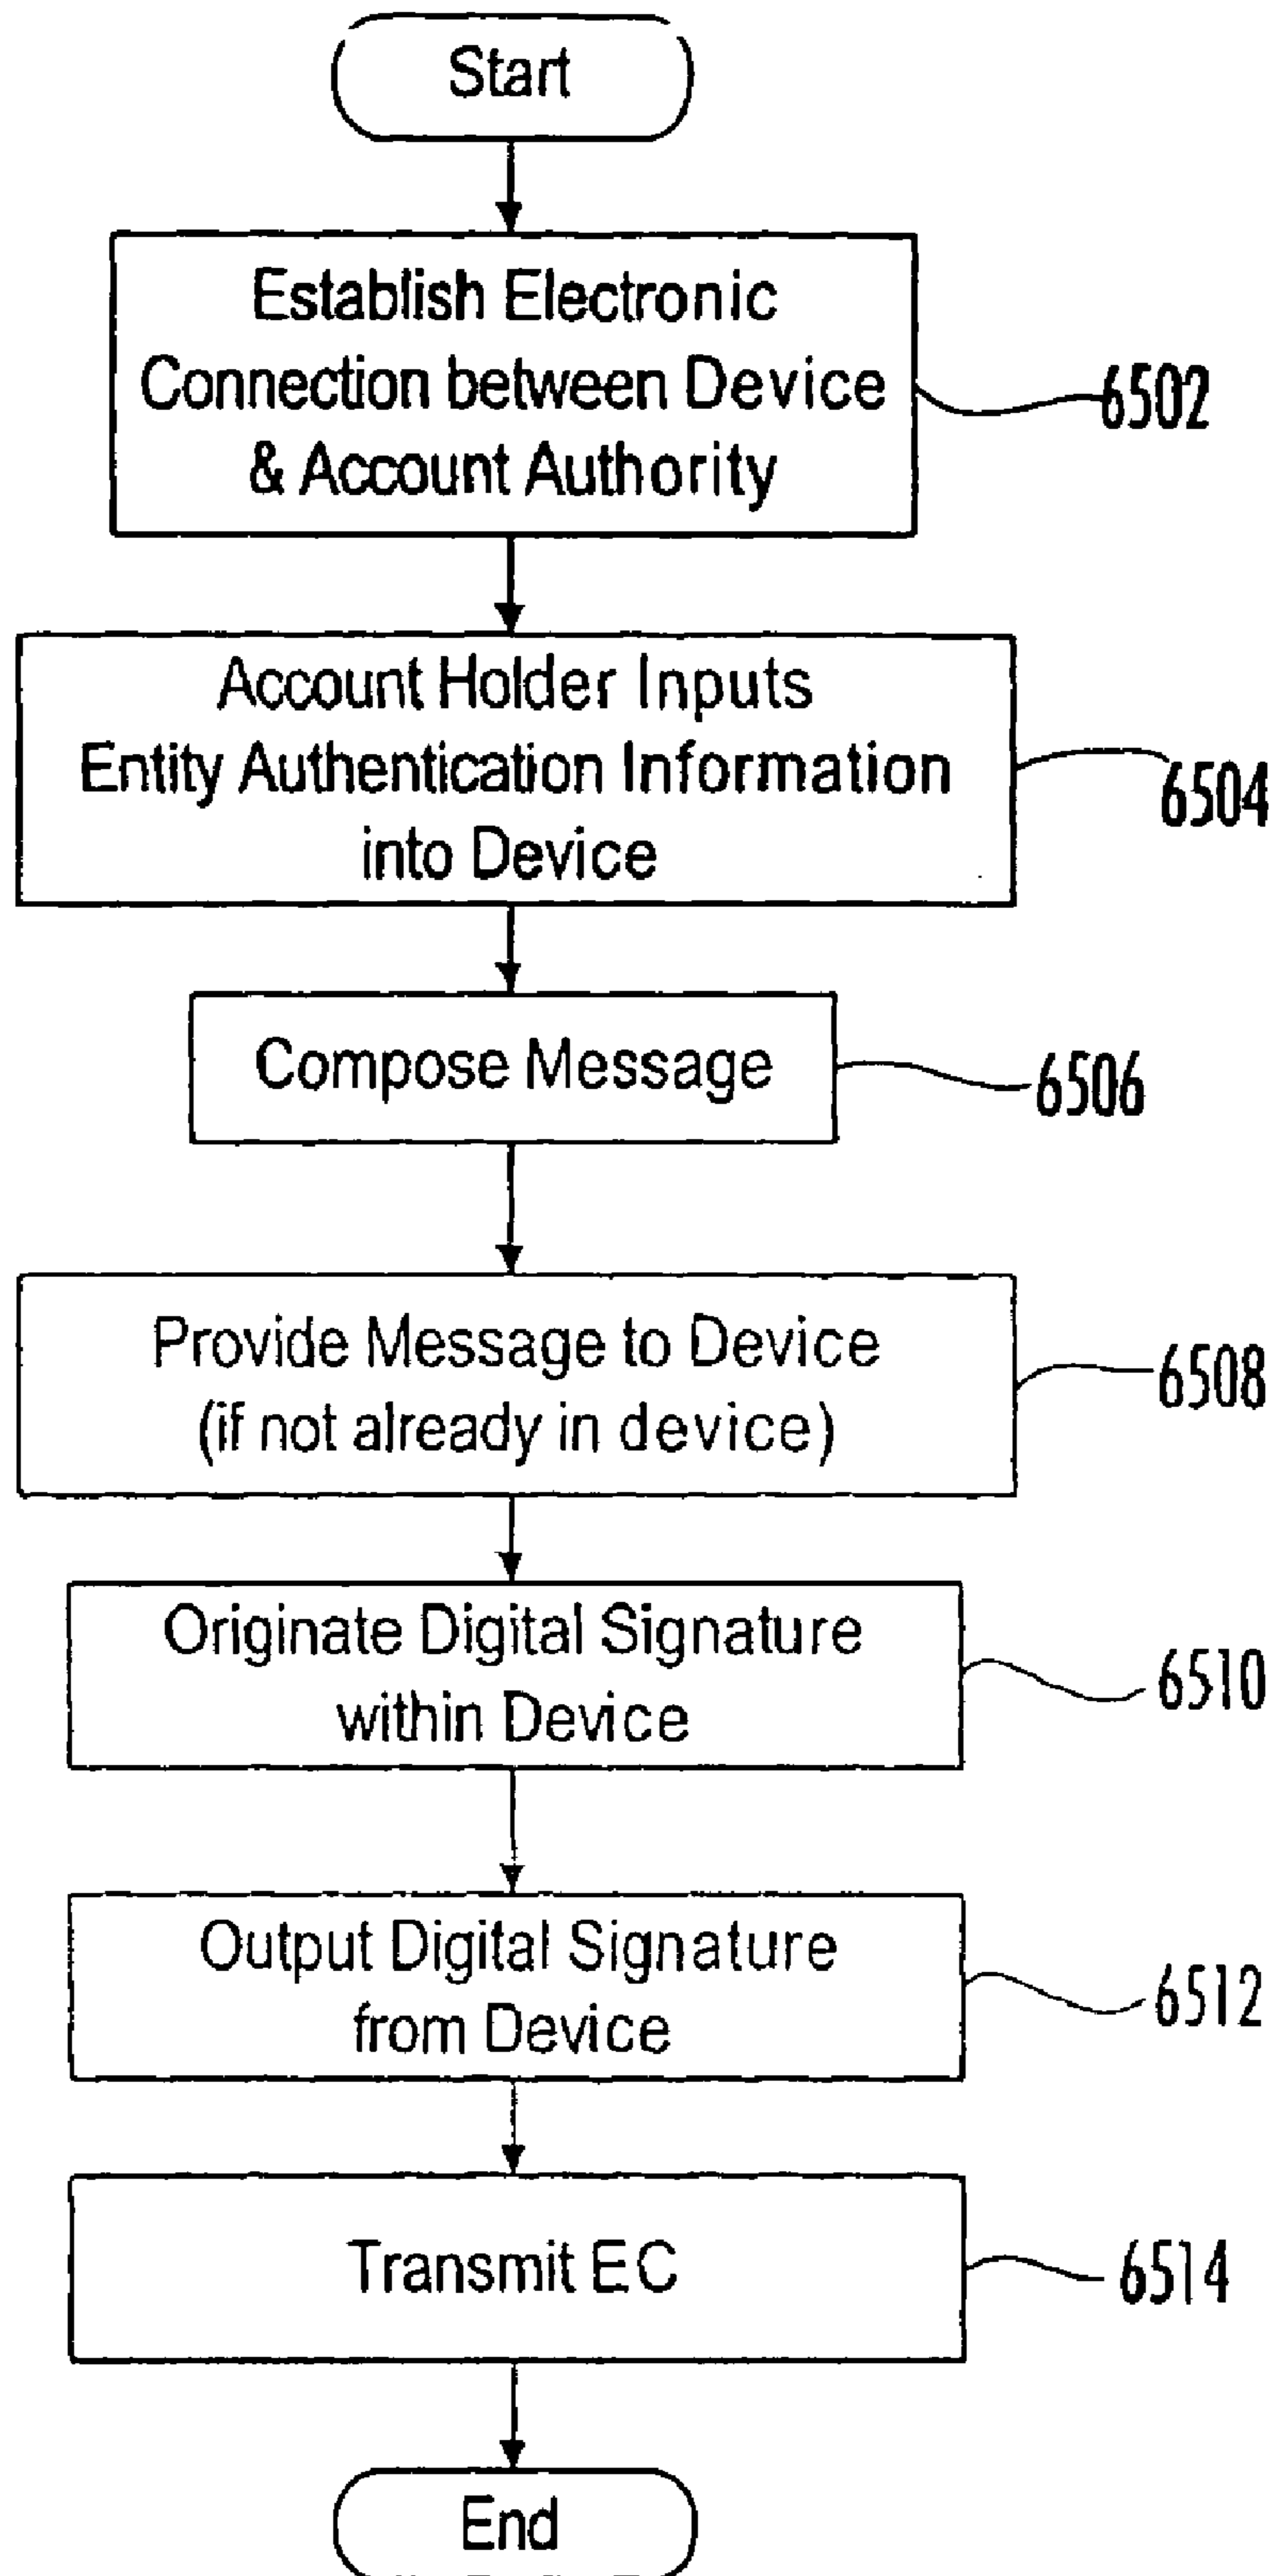 Start
Establish Electronic
Connection between Device
& Account Authority
6502
Account Holder Inputs
Entity Authentication Information
into Device
6504
Compose Message
6506
Provide Message to Device
(if not already in device)
6508
Originate Digital Signature
within Device
6510
Output Digital Signature
from Device
6512
Transmit EC
6514
End